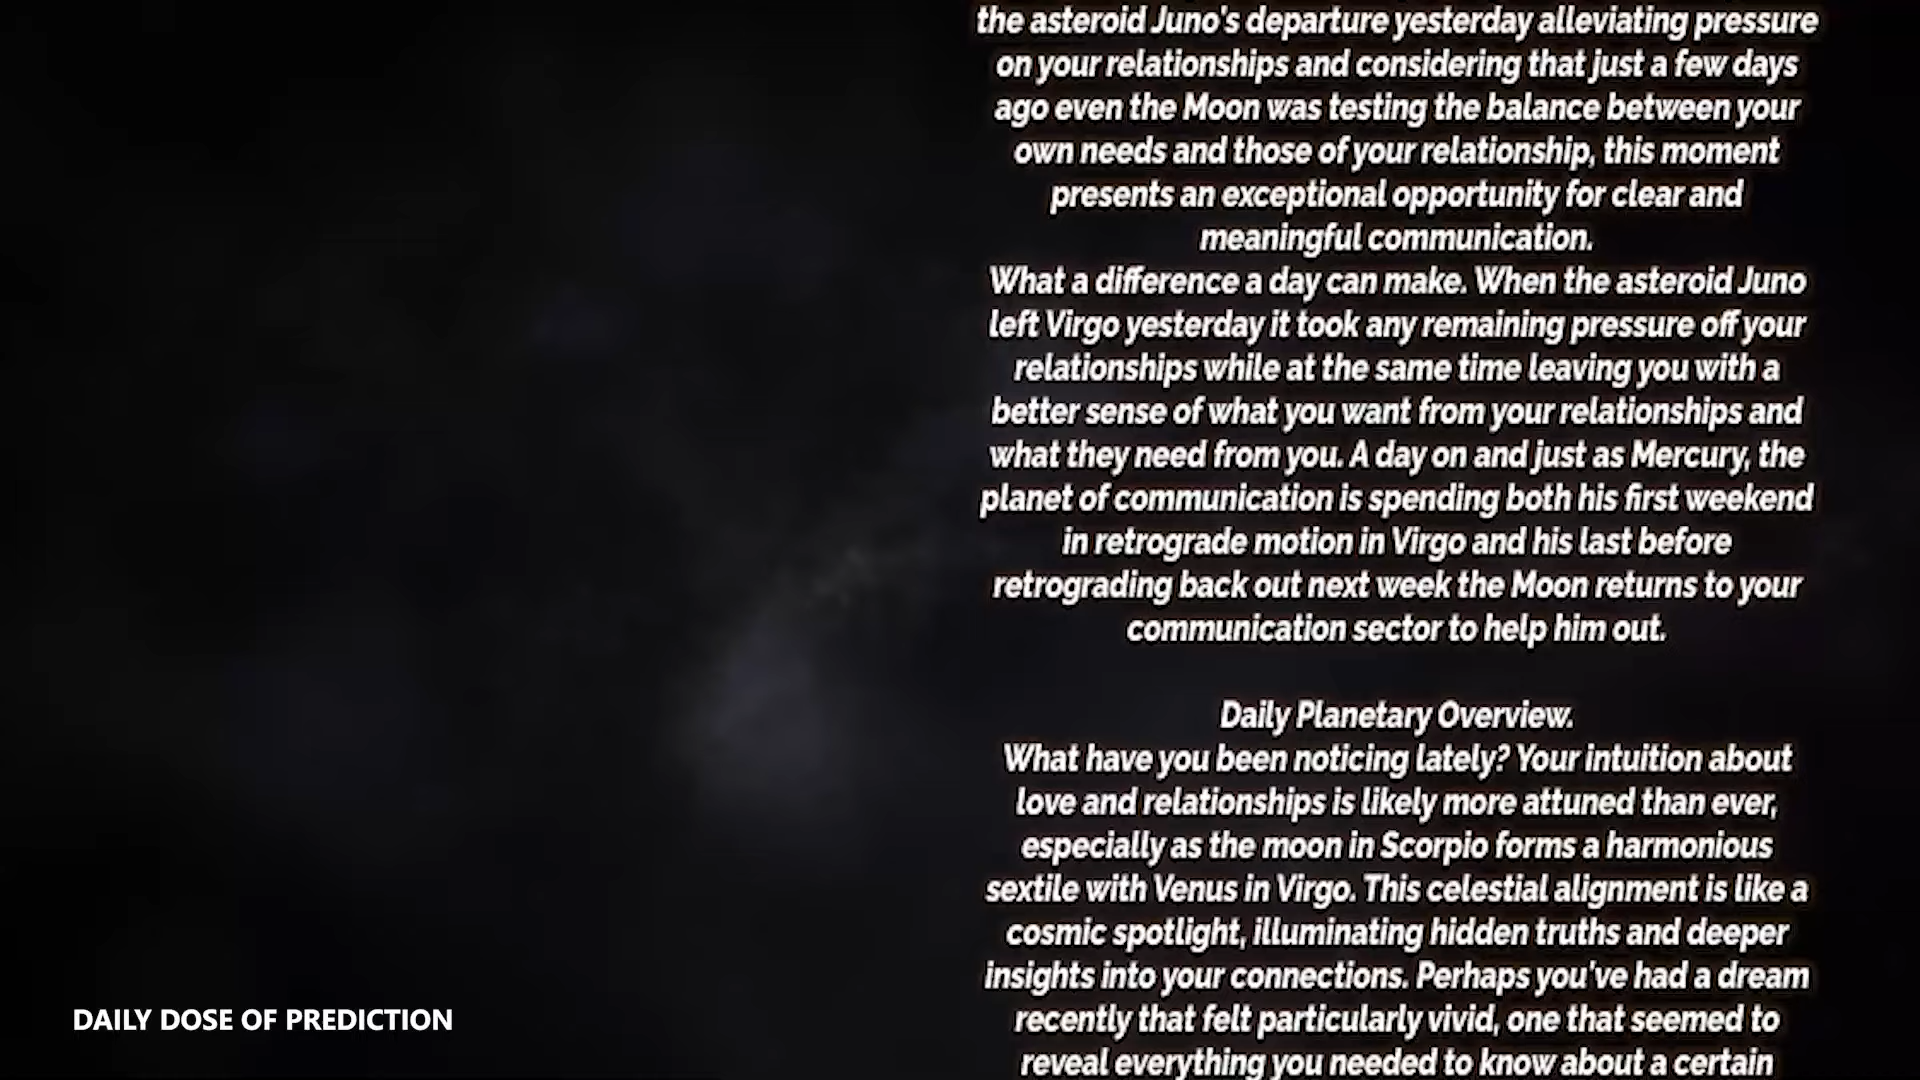 the asteroid Juno's departure yesterday alleviating pressure
on your relationships and considering that just a few days
ago even the Moon was testing the balance between your
own needs and those of your relationship, this moment
presents an exceptional opportunity for clear and
meaningful communication.
What a difference a day can make. When the asteroid Juno
left Virgo yesterday it took any remaining pressure off your
relationships while at the same time leaving you with a
better sense of what you want from your relationships and
what they need from you. A day on and just as Mercury, the
planet of communication is spending both his first weekend
in retrograde motion in Virgo and his last before
retrograding back out next week the Moon returns to your
communication sector to help him out.
Daily Planetary Overview.
What have you been noticing lately? Your intuition about
love and relationships is likely more attuned than ever,
especially as the moon in Scorpio forms a harmonious
sextile with Venus in Virgo. This celestial alignment is like a
cosmic spotlight, illuminating hidden truths and deeper
insights into your connections. Perhaps you've had a dream
recently that felt particularly vivid, one that seemed to
reveal everything you needed to know about a certain
DAILY DOSE OF PREDICTION